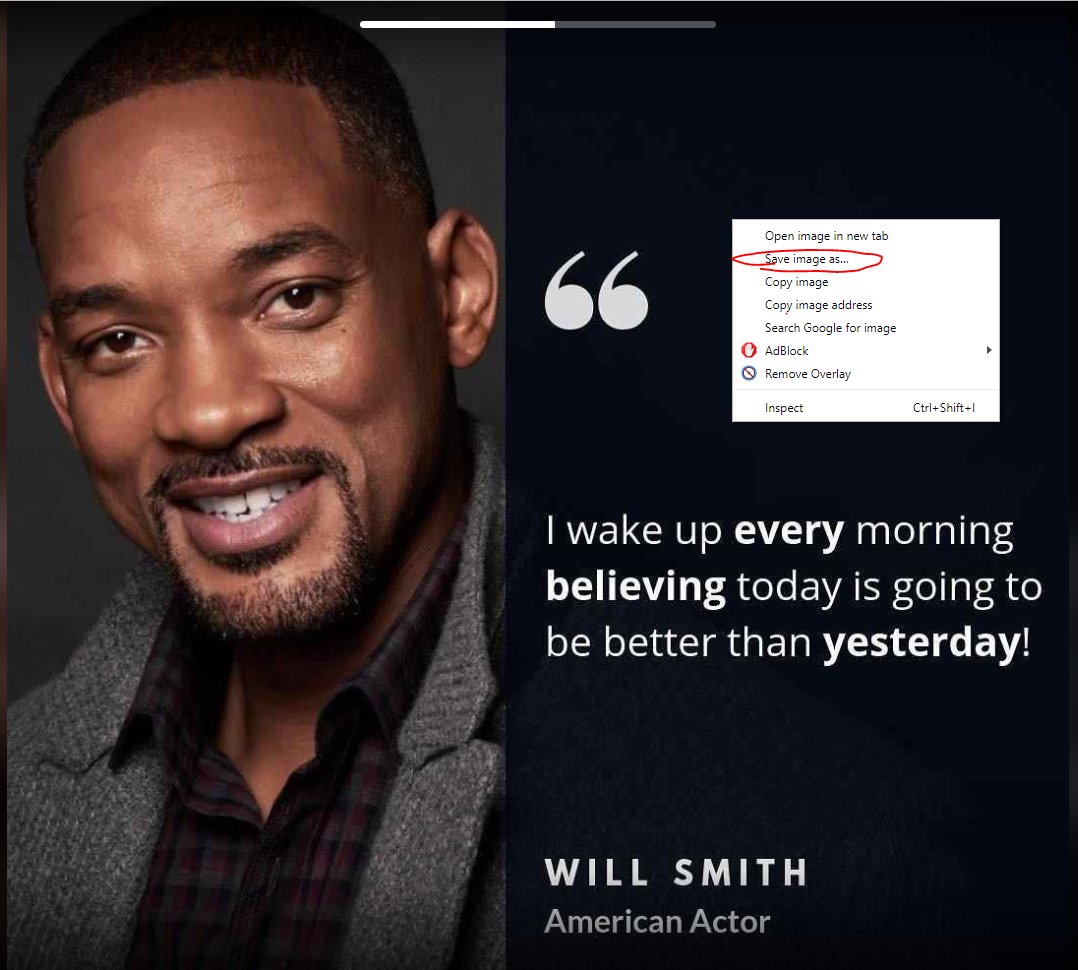 Open image in new tab
Save image as...
Copy image
Copy image address
Search Google for image
AdBlock
Remove Overlay
Inspect Ctrl+Shift+I
I wake up every morning
believing today is going to
be better than yesterday!
WILL SMITH
American Actor